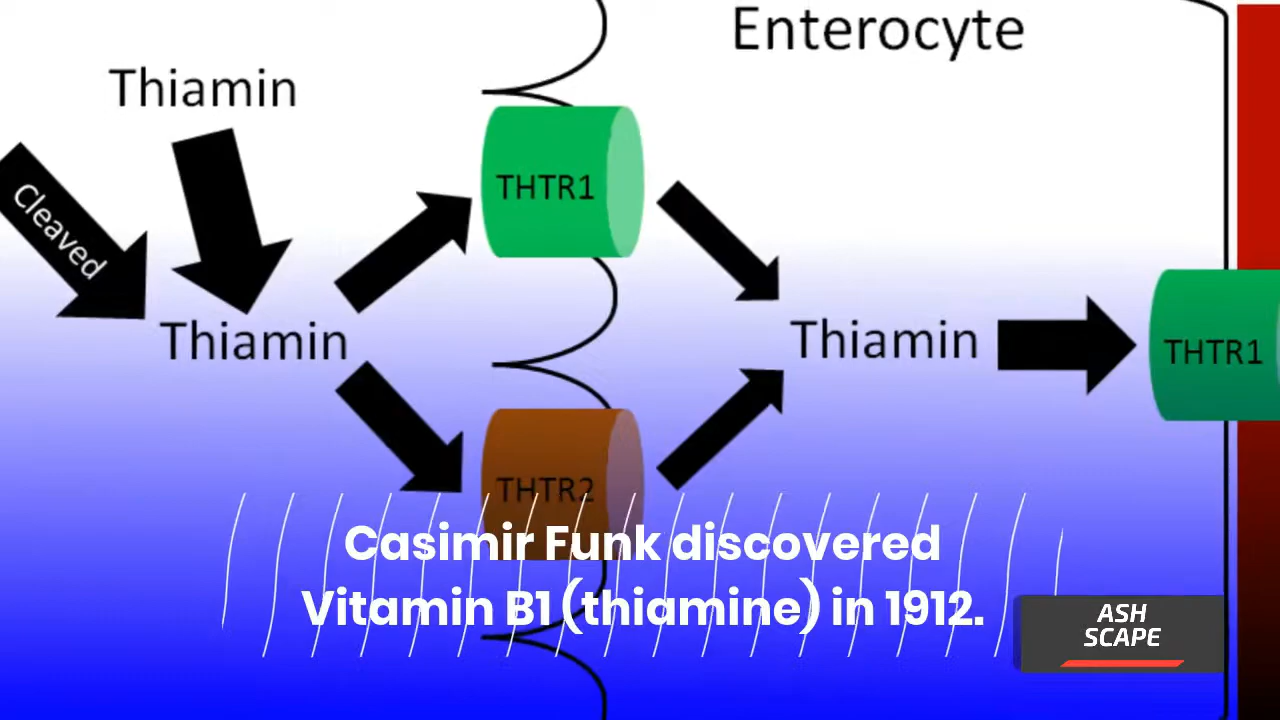 Enterocyte
Thiamin
Cleaved
THTR1
Thiamin
Thiamin
THTR1
THTR2
Casimir Funk discovered
Vitamin B1 (thiamine) in 1912.
ASH
SCAPE